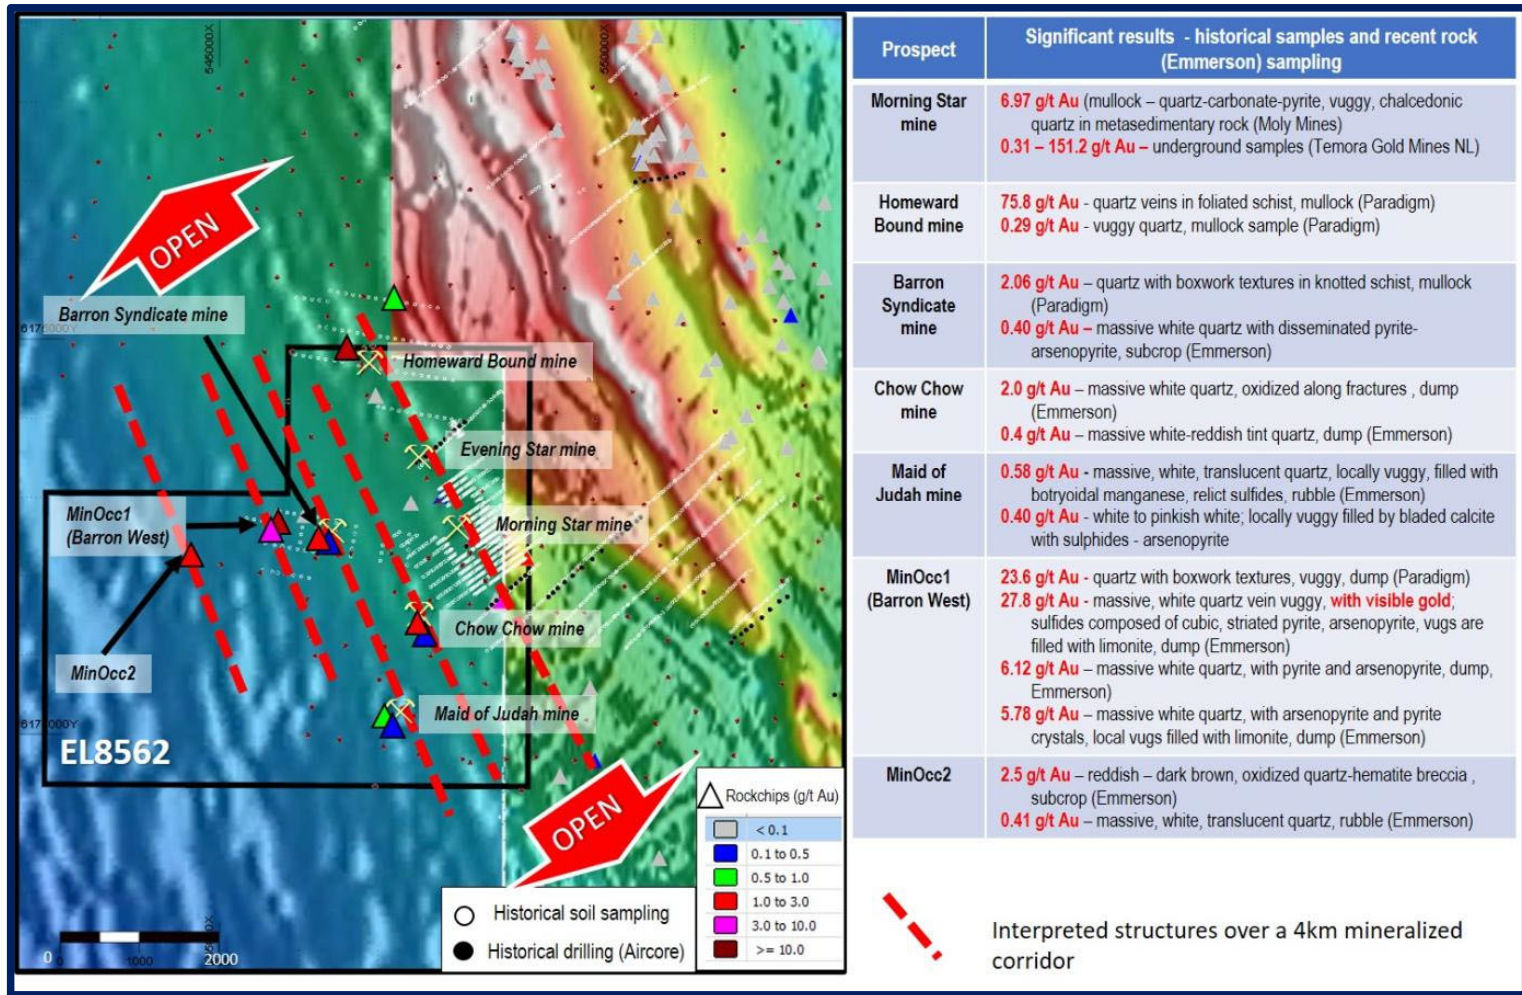 545000X
550000X
OPEN
Barron Syndicate mine
6175000Y
Homeward Bound mine
Evening Star mine
MinOcc1
(Barron West)
Morning Star mine
Chow Chow mine
MinOcc2
Maid of Judah mine
EL8562
OPEN
0
0 1000 2000
Historical soil sampling
Historical drilling (Aircore)
Rockchips (g/t Au)
< 0.1
0.1 to 0.5
0.5 to 1.0
1.0 to 3.0
3.0 to 10.0
>= 10.0
Prospect
Significant results - historical samples and recent rock
(Emmerson) sampling
Morning Star
mine
6.97 g/t Au (mullock – quartz-carbonate-pyrite, vuggy, chalcedonic
quartz in metasedimentary rock (Moly Mines)
0.31 – 151.2 g/t Au – underground samples (Temora Gold Mines NL)
Homeward
Bound mine
75.8 g/t Au - quartz veins in foliated schist, mullock (Paradigm)
0.29 g/t Au - vuggy quartz, mullock sample (Paradigm)
Barron
Syndicate
mine
2.06 g/t Au – quartz with boxwork textures in knotted schist, mullock
(Paradigm)
0.40 g/t Au – massive white quartz with disseminated pyrite-
arsenopyrite, subcrop (Emmerson)
Chow Chow
mine
2.0 g/t Au – massive white quartz, oxidized along fractures , dump
(Emmerson)
0.4 g/t Au – massive white-reddish tint quartz, dump (Emmerson)
Maid of
Judah mine
0.58 g/t Au - massive, white, translucent quartz, locally vuggy, filled with
botryoidal manganese, relict sulfides, rubble (Emmerson)
0.40 g/t Au - white to pinkish white; locally vuggy filled by bladed calcite
with sulphides - arsenopyrite
MinOcc1
(Barron West)
23.6 g/t Au - quartz with boxwork textures, vuggy, dump (Paradigm)
27.8 g/t Au - massive, white quartz vein vuggy, with visible gold;
sulfides composed of cubic, striated pyrite, arsenopyrite, vugs are
filled with limonite, dump (Emmerson)
6.12 g/t Au – massive white quartz, with pyrite and arsenopyrite, dump,
Emmerson)
5.78 g/t Au – massive white quartz, with arsenopyrite and pyrite
crystals, local vugs filled with limonite, dump (Emmerson)
MinOcc2
2.5 g/t Au – reddish – dark brown, oxidized quartz-hematite breccia ,
subcrop (Emmerson)
0.41 g/t Au – massive, white, translucent quartz, rubble (Emmerson)
Interpreted structures over a 4km mineralized
corridor